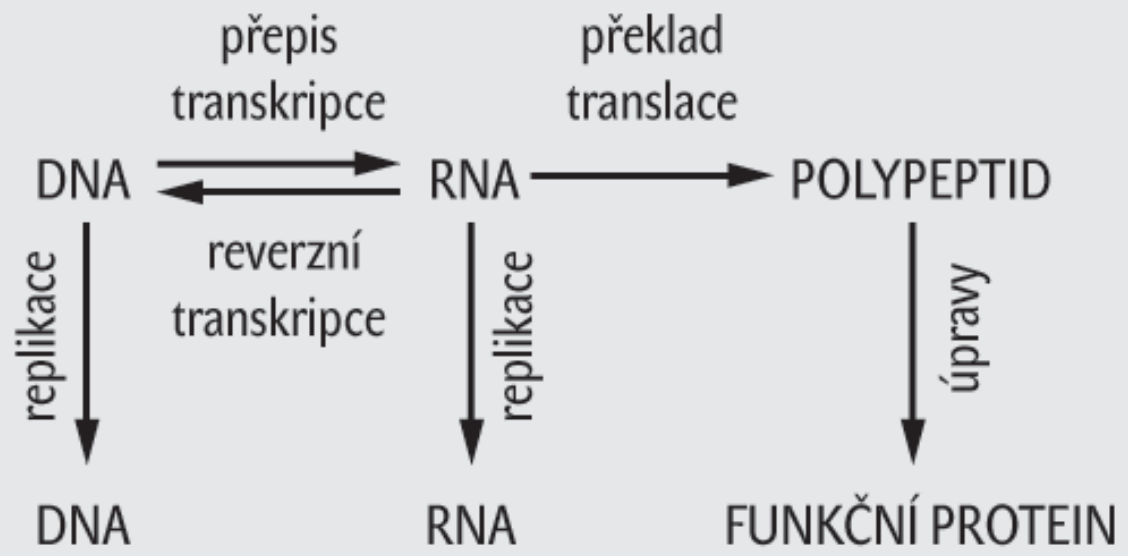 přepis
transkripce
překlad
translace
DNA
RNA
POLYPEPTID
reverzní
transkripce
replikace
replikace
úpravy
DNA
RNA
FUNKČNÍ PROTEIN